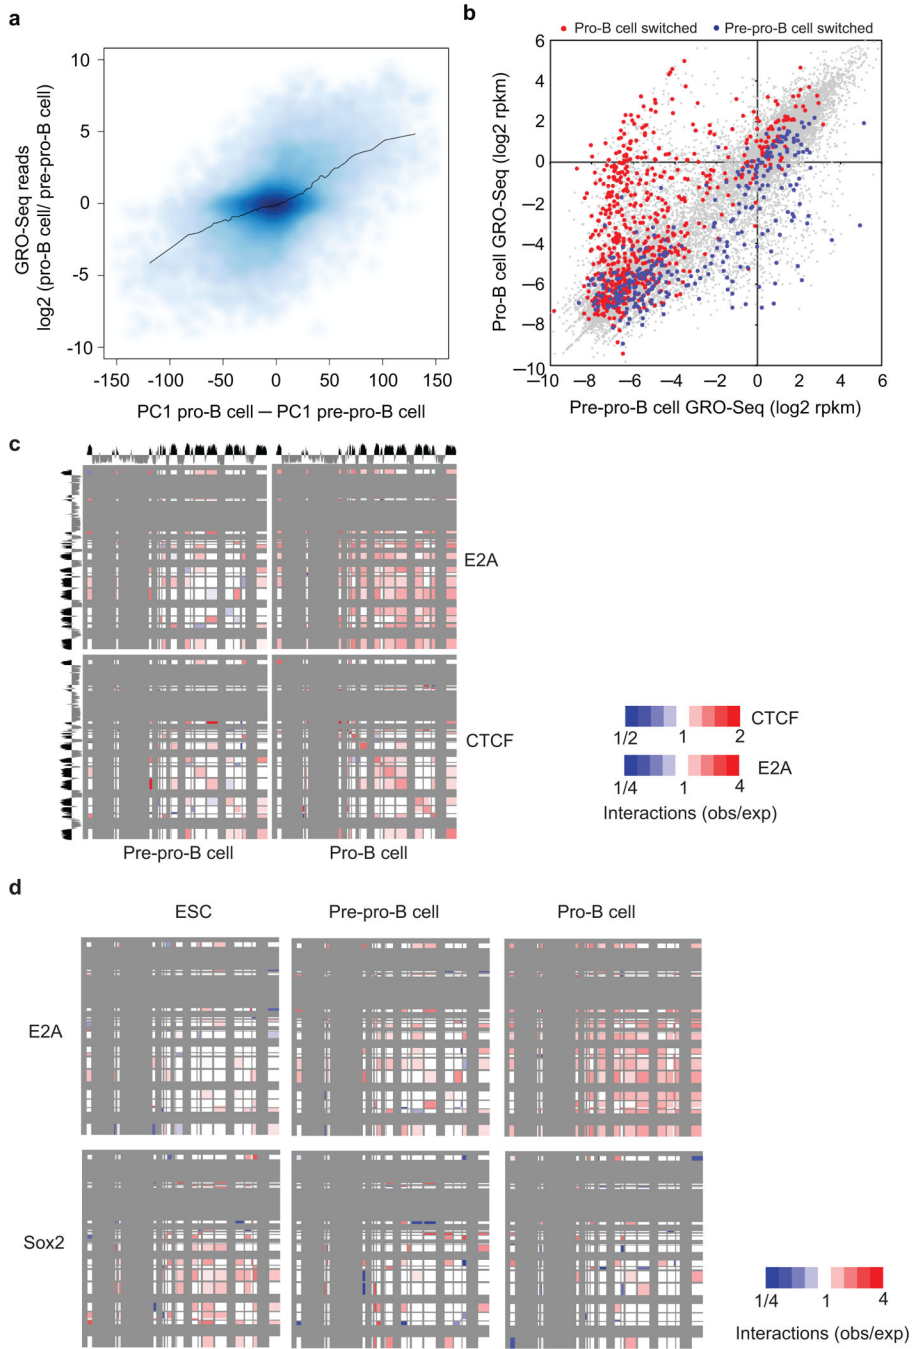 a
10
5
0
-5
-10
GRO-Seq reads
log2 (pro-B cell/ pre-pro-B cell)
-150 -100 -50 0 50 100 150
PC1 pro-B cell — PC1 pre-pro-B cell
b
Pro-B cell switched Pre-pro-B cell switched
6
4
2
0
−2
−4
−6
−8
−10
Pro-B cell GRO-Seq (log2 rpkm)
−10 −8 −6 −4 −2 0 2 4 6
Pre-pro-B cell GRO-Seq (log2 rpkm)
c
E2A
CTCF
Pre-pro-B cell Pro-B cell
CTCF
1/2 1 2
E2A
1/4 1 4
Interactions (obs/exp)
d
ESC Pre-pro-B cell Pro-B cell
E2A
Sox2
1/4 1 4
Interactions (obs/exp)